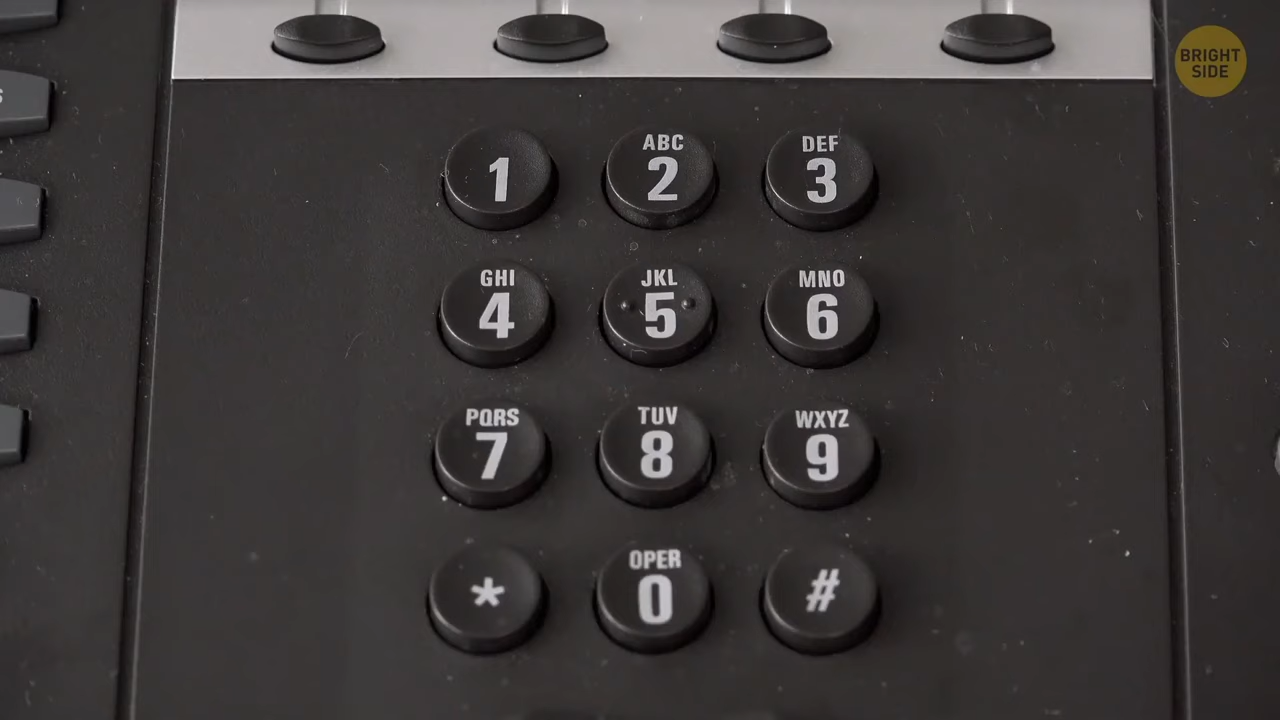 BRIGHT
SIDE
S
1
ABC
2
DEF
3
GHI
4
JKL
5
MNO
6
PQRS
7
TUV
8
WXYZ
9
*
OPER
0
#